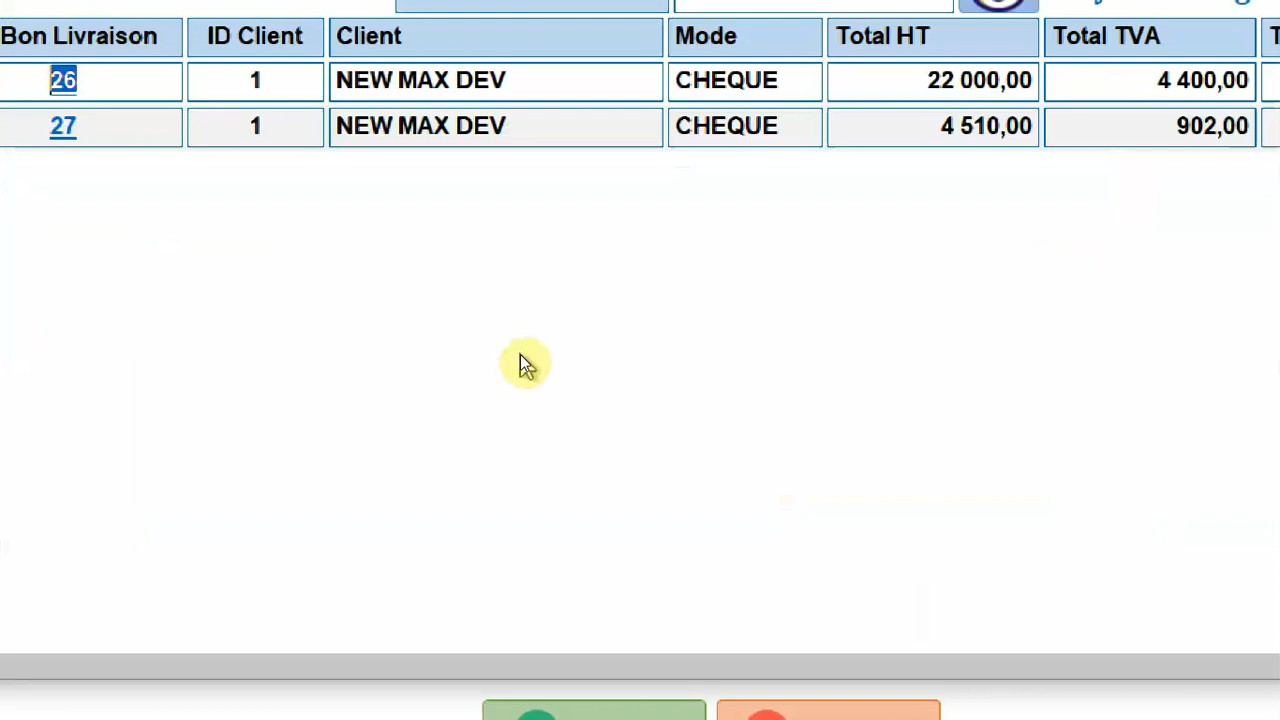 Bon Livraison ID Client Client Mode Total HT Total TVA
26 1 NEW MAX DEV CHEQUE 22 000,00 4 400,00
27 1 NEW MAX DEV CHEQUE 4 510,00 902,00